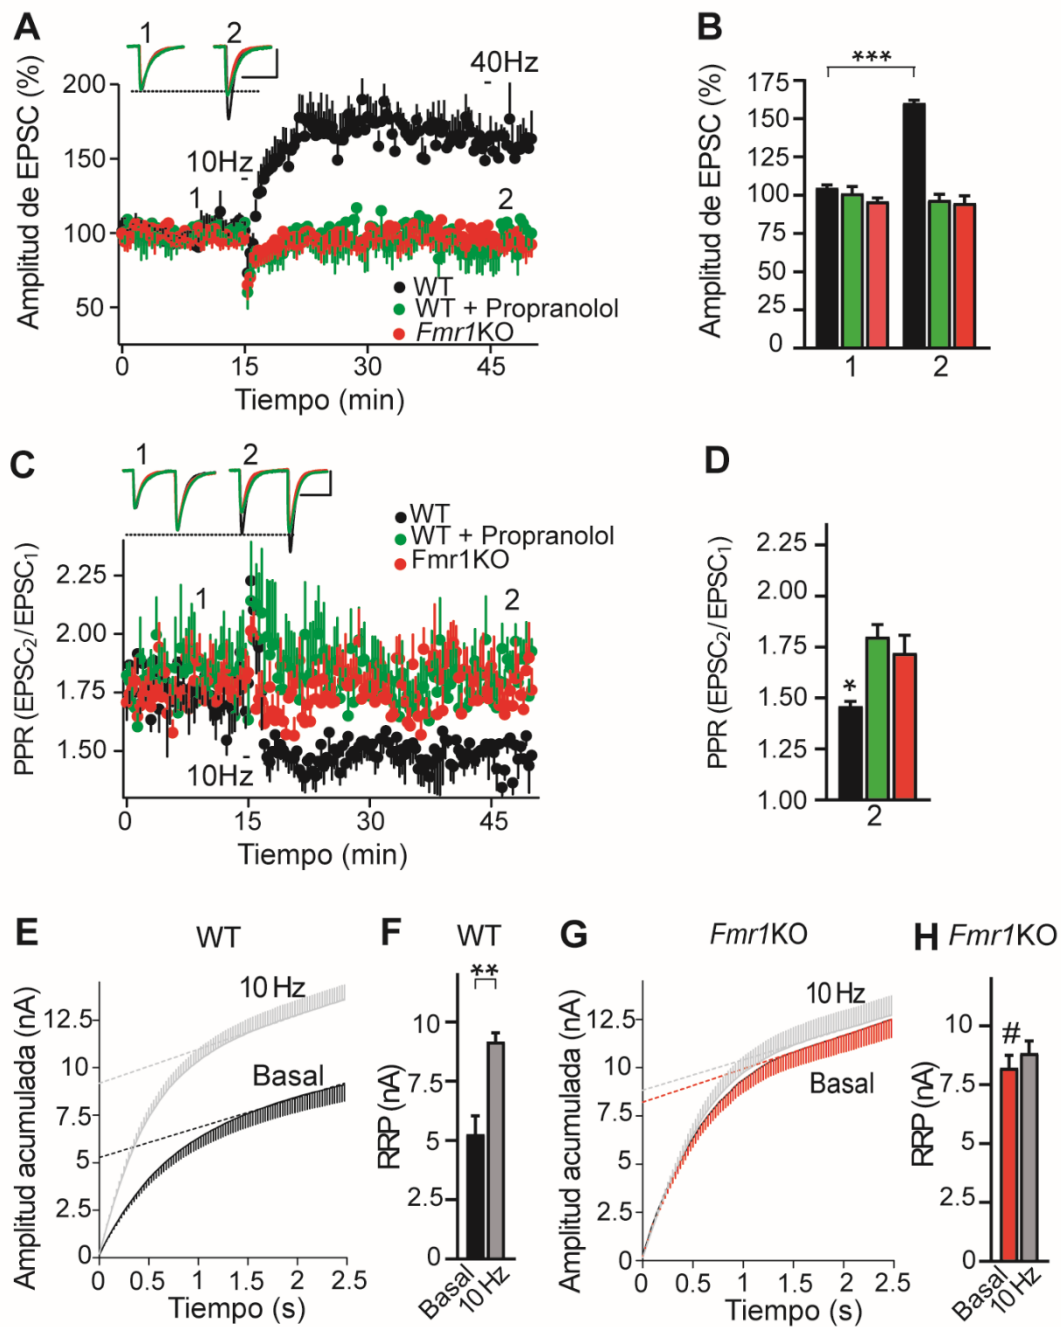 A
1
2
Amplitud de EPSC (%)
200
150
100
50
10Hz
40Hz
1
2
WT
WT + Propranolol
Fmr1KO
0
15
30
45
Tiempo (min)
B
***
Amplitud de EPSC (%)
175
150
125
100
75
50
25
0
1
2
C
1
2
WT
WT + Propranolol
Fmr1KO
PPR (EPSC2/ EPSC1)
2.25
2.00
1.75
1.50
1
2
10Hz
0
15
30
45
Tiempo (min)
D
PPR (EPSC2/ EPSC1)
2.25
2.00
1.75
1.50
1.25
1.00
*
2
E
WT
Amplitud acumulada (nA)
12.5
10
7.5
5
2.5
0
10 Hz
Basal
0
0.5
1
1.5
2
2.5
Tiempo (s)
F
WT
**
RRP (nA)
10
7.5
5
2.5
0
Basal
10 Hz
G
Fmr1KO
Amplitud acumulada (nA)
12.5
10
7.5
5
2.5
0
10 Hz
Basal
0
0.5
1
1.5
2
2.5
Tiempo (s)
H
Fmr1KO
#
RRP (nA)
10
7.5
5
2.5
0
Basal
10 Hz